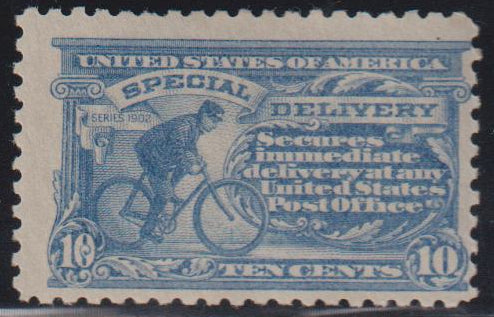 UNITED STATES OF AMERICA
SPECIAL
DELIVERY
SERIES 1902
Secures
immediate
delivery at any
United States
Post Office
10
TEN CENTS
10